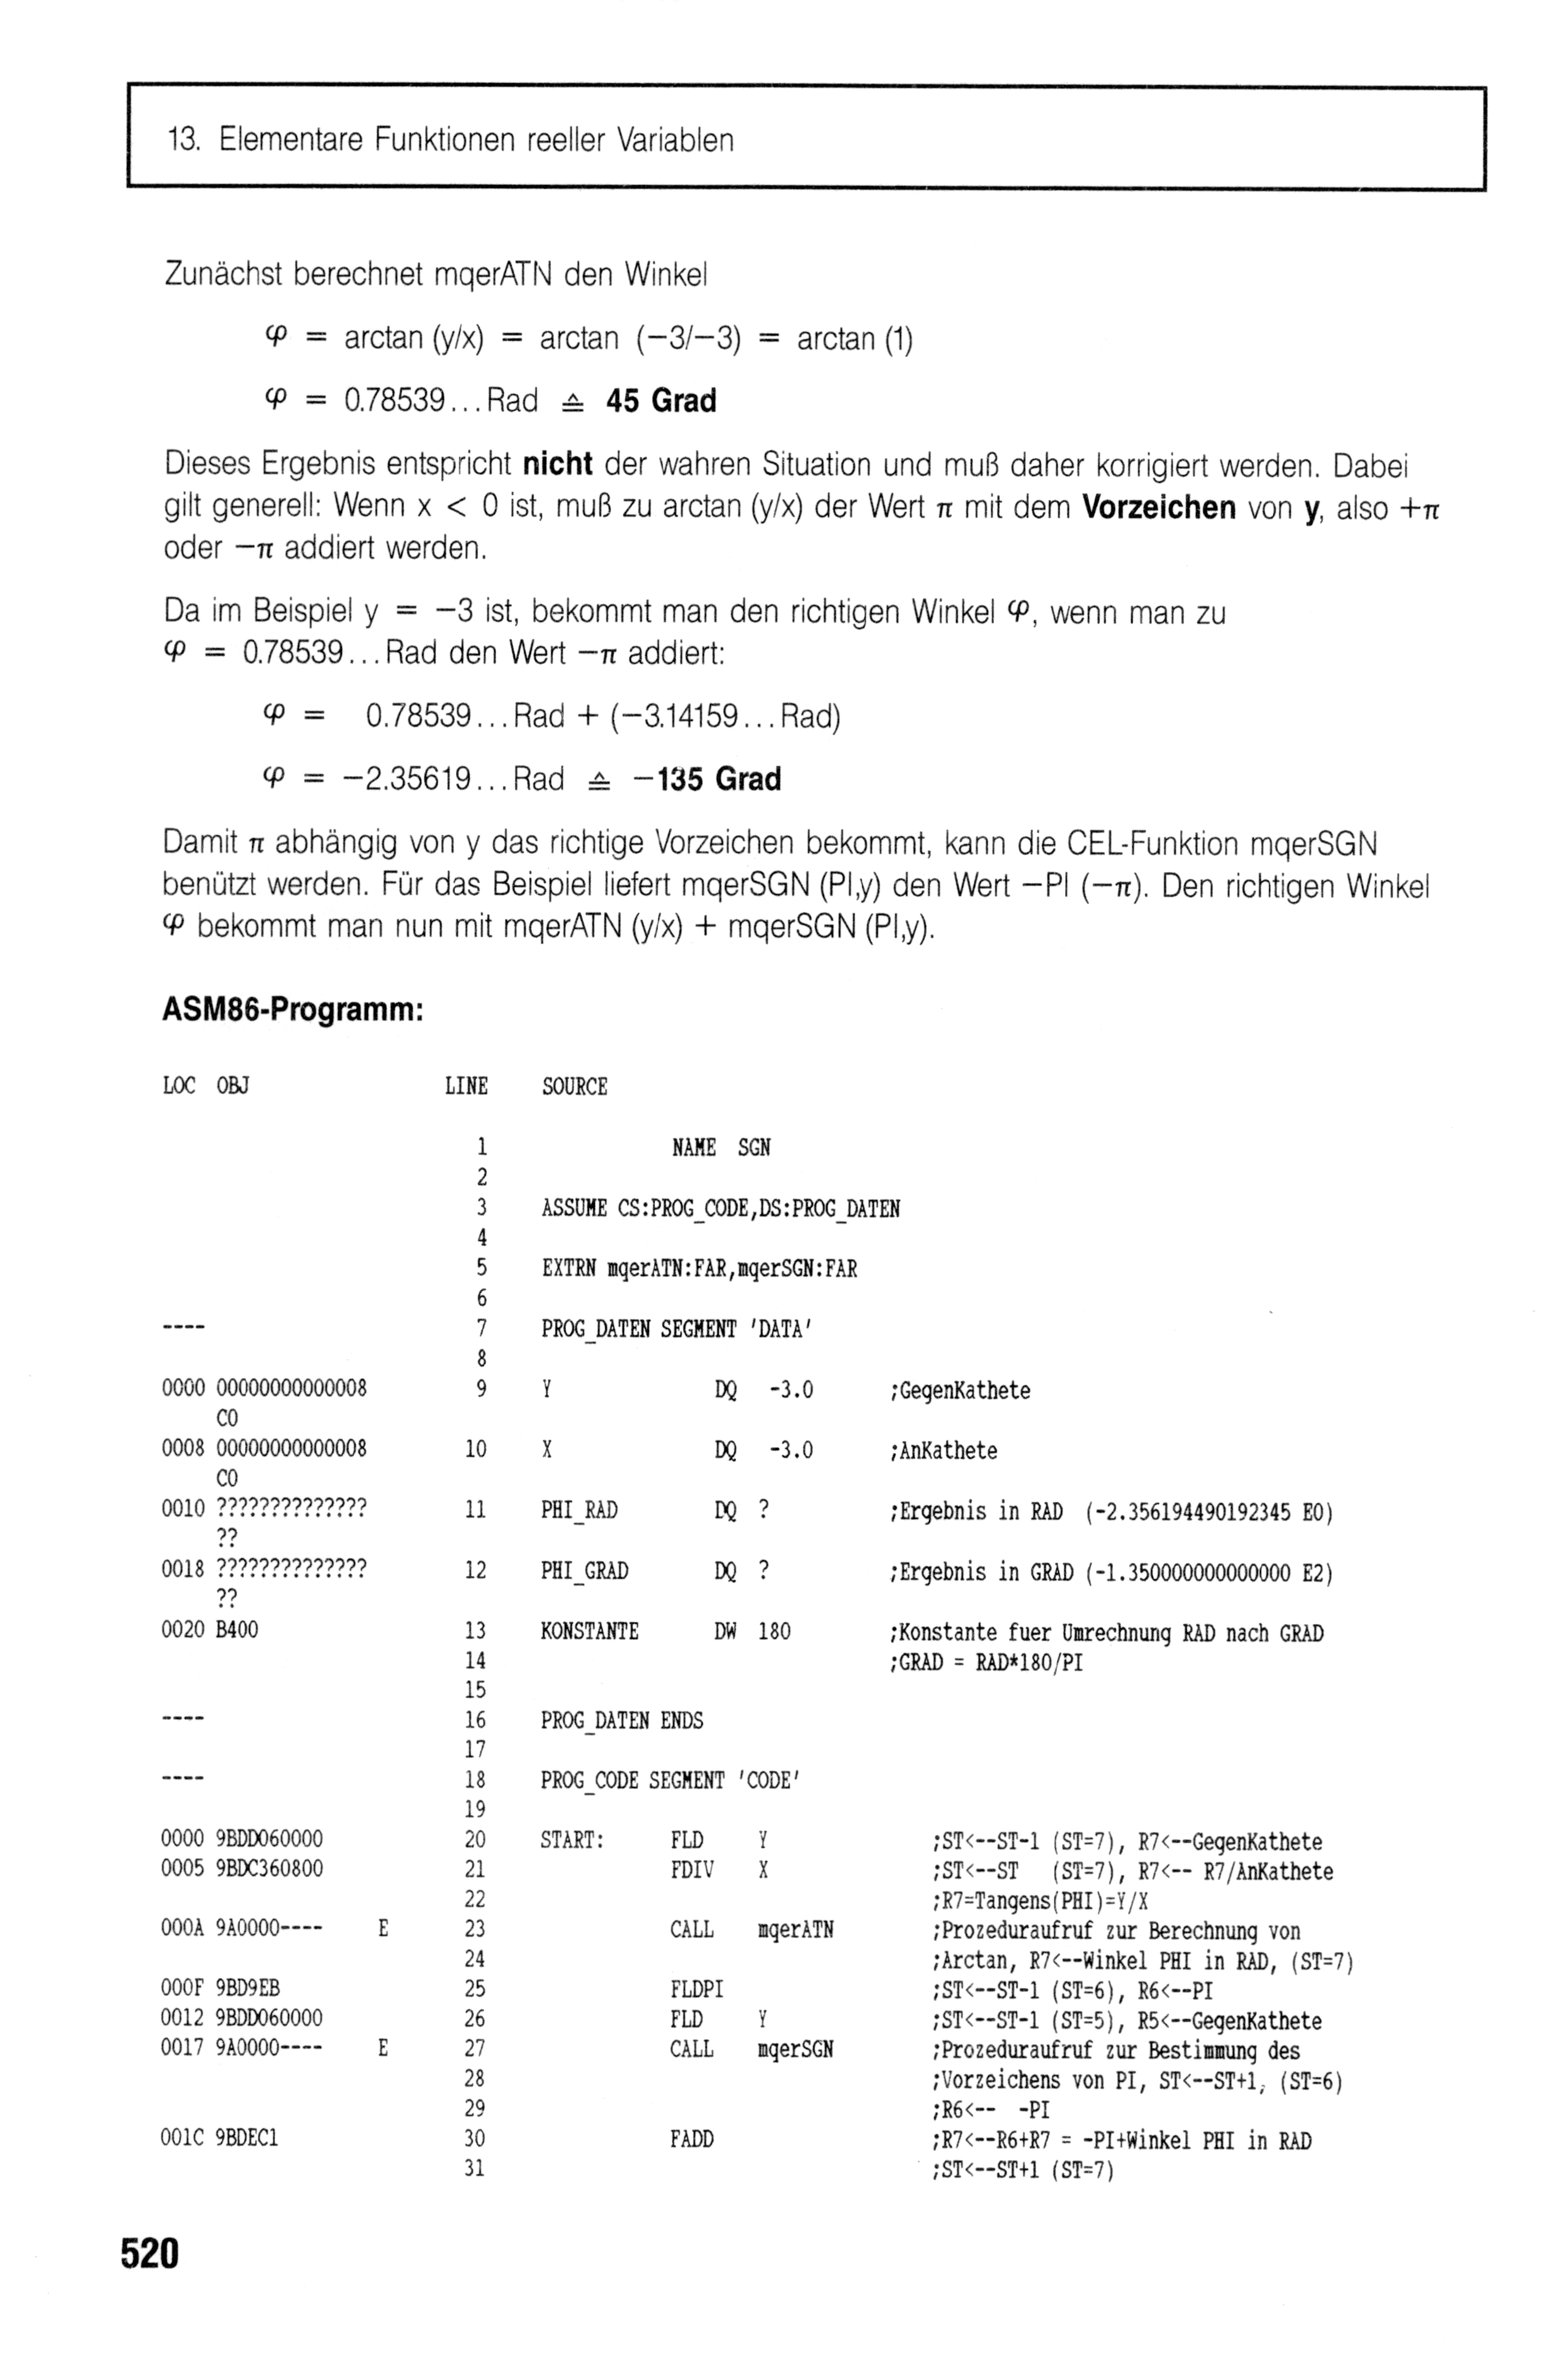 13. Elementare Funktionen reeller Variablen
Zunächst berechnet mqerATN den Winkel
φ = arctan (y/x) = arctan (−3/−3) = arctan (1)
φ = 0.78539...Rad ≙ 45 Grad
Dieses Ergebnis entspricht nicht der wahren Situation und muß daher korrigiert werden. Dabei
gilt generell: Wenn x < 0 ist, muß zu arctan (y/x) der Wert π mit dem Vorzeichen von y, also +π
oder −π addiert werden.
Da im Beispiel y = −3 ist, bekommt man den richtigen Winkel φ, wenn man zu
φ = 0.78539...Rad den Wert −π addiert:
φ = 0.78539...Rad + (−3.14159...Rad)
φ = −2.35619...Rad ≙ −135 Grad
Damit π abhängig von y das richtige Vorzeichen bekommt, kann die CEL-Funktion mqerSGN
benützt werden. Für das Beispiel liefert mqerSGN (PI,y) den Wert −PI (−π). Den richtigen Winkel
φ bekommt man nun mit mqerATN (y/x) + mqerSGN (PI,y).
ASM86-Programm:
LOC OBJ LINE SOURCE
1 NAME SGN
2
3 ASSUME CS:PROG_CODE,DS:PROG_DATEN
4
5 EXTRN mqerATN:FAR,mqerSGN:FAR
6
---- 7 PROG_DATEN SEGMENT 'DATA'
8
0000 00000000000008 9 Y DQ -3.0 ;GegenKathete
C0
0008 00000000000008 10 X DQ -3.0 ;AnKathete
C0
0010 ?????????????? 11 PHI_RAD DQ ? ;Ergebnis in RAD (-2.356194490192345 E0)
??
0018 ?????????????? 12 PHI_GRAD DQ ? ;Ergebnis in GRAD (-1.350000000000000 E2)
??
0020 B400 13 KONSTANTE DW 180 ;Konstante fuer Umrechnung RAD nach GRAD
14 ;GRAD = RAD*180/PI
15
---- 16 PROG_DATEN ENDS
17
---- 18 PROG_CODE SEGMENT 'CODE'
19
0000 9BDD060000 20 START: FLD Y ;ST<--ST-1 (ST=7), R7<--GegenKathete
0005 9BDC360800 21 FDIV X ;ST<--ST (ST=7), R7<-- R7/AnKathete
22 ;R7=Tangens(PHI)=Y/X
000A 9A0000---- E 23 CALL mqerATN ;Prozeduraufruf zur Berechnung von
24 ;Arctan, R7<--Winkel PHI in RAD, (ST=7)
000F 9BD9EB 25 FLDPI ;ST<--ST-1 (ST=6), R6<--PI
0012 9BDD060000 26 FLD Y ;ST<--ST-1 (ST=5), R5<--GegenKathete
0017 9A0000---- E 27 CALL mqerSGN ;Prozeduraufruf zur Bestimmung des
28 ;Vorzeichens von PI, ST<--ST+1, (ST=6)
29 ;R6<-- -PI
001C 9BDEC1 30 FADD ;R7<--R6+R7 = -PI+Winkel PHI in RAD
31 ;ST<--ST+1 (ST=7)
520